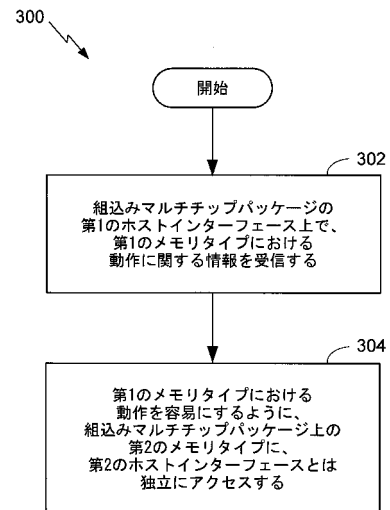 300
開始
302
組込みマルチチップパッケージの
第1のホストインターフェース上で、
第1のメモリタイプにおける
動作に関する情報を受信する
304
第1のメモリタイプにおける
動作を容易にするように、
組込みマルチチップパッケージ上の
第2のメモリタイプに、
第2のホストインターフェースとは
独立にアクセスする